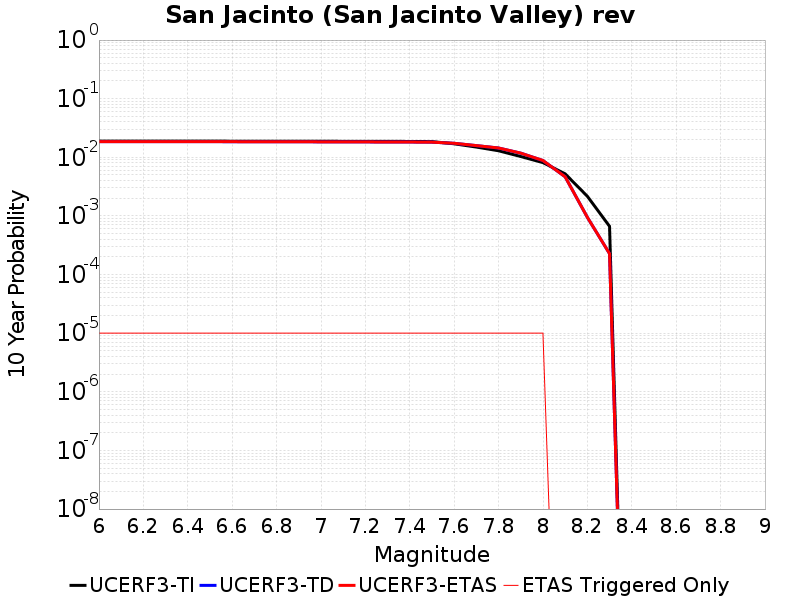 San Jacinto (San Jacinto Valley) rev
10 Year Probability
10^0
10^-1
10^-2
10^-3
10^-4
10^-5
10^-6
10^-7
10^-8
6 6.2 6.4 6.6 6.8 7 7.2 7.4 7.6 7.8 8 8.2 8.4 8.6 8.8 9
Magnitude
UCERF3-TI UCERF3-TD UCERF3-ETAS ETAS Triggered Only